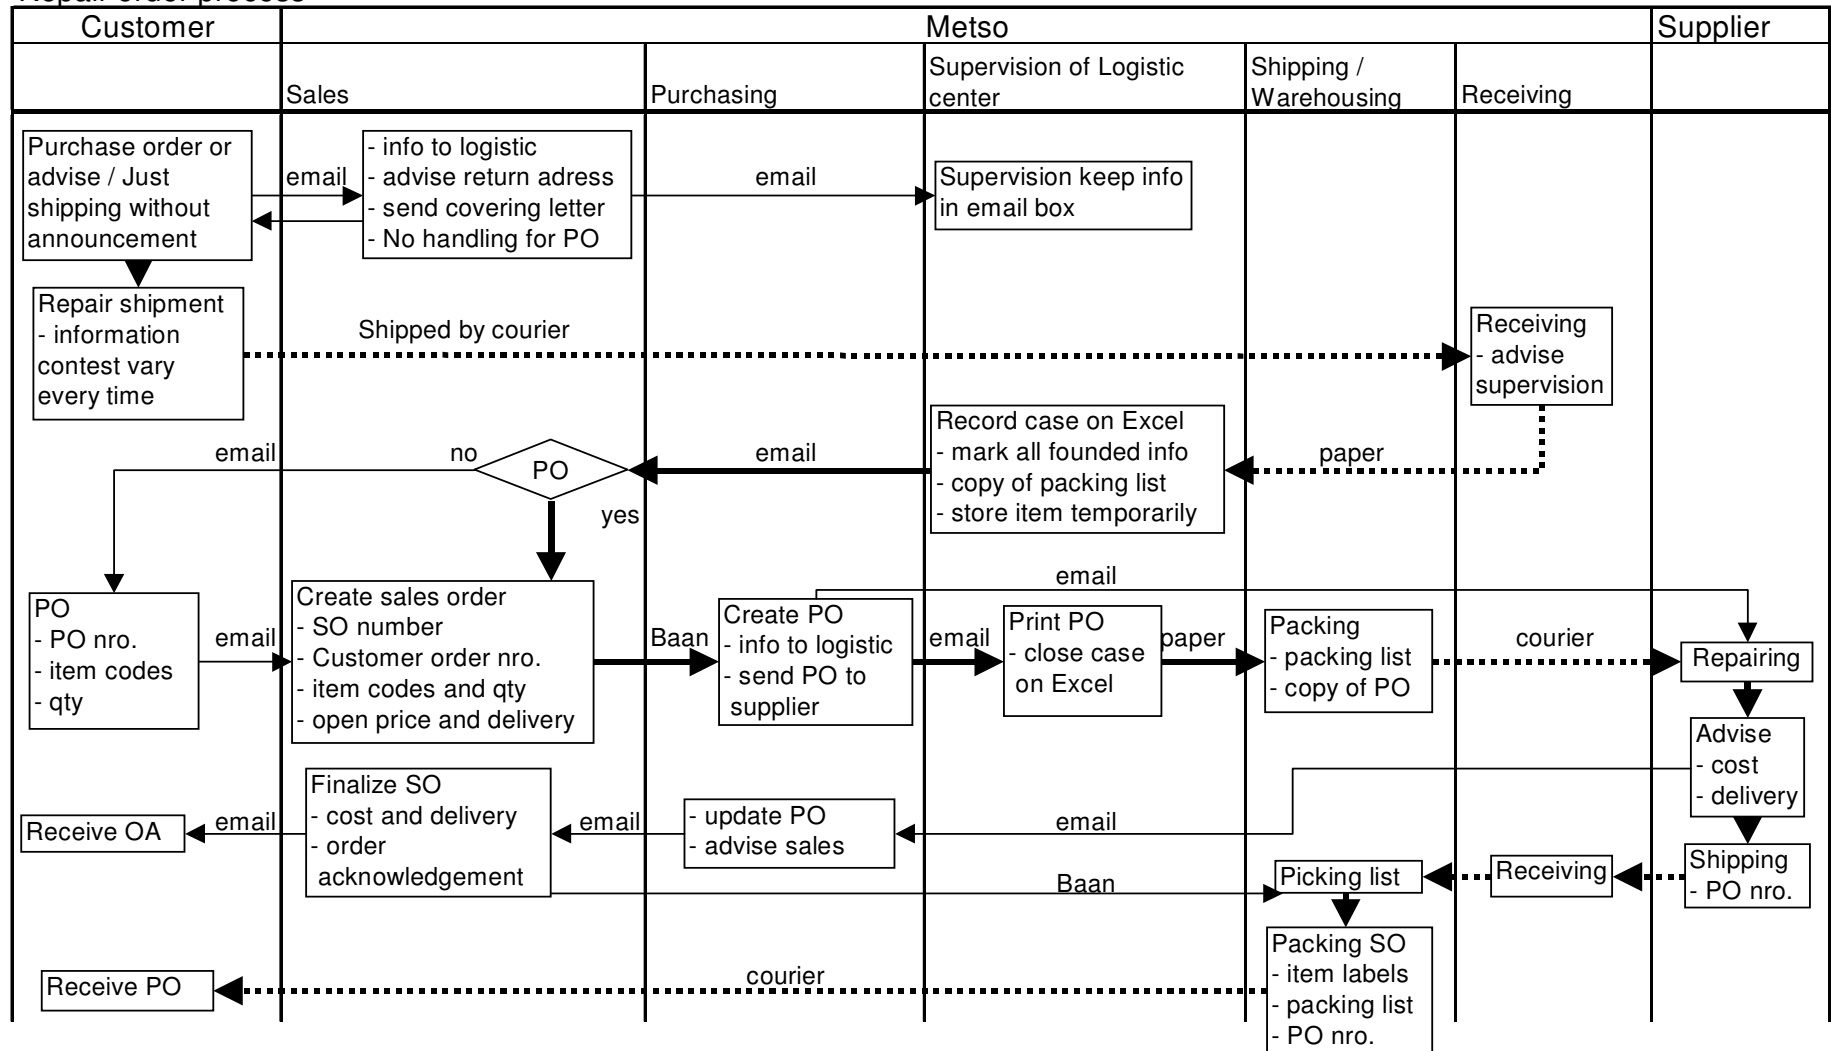 Repair order process
Customer
Metso
Supplier
Sales
Purchasing
Supervision of Logistic
center
Shipping /
Warehousing
Receiving
Purchase order or
advise / Just
shipping without
announcement
email
- info to logistic
- advise return adress
- send covering letter
- No handling for PO
email
Supervision keep info
in email box
Repair shipment
- information
contest vary
every time
Shipped by courier
Receiving
- advise
supervision
email
no
PO
yes
email
Record case on Excel
- mark all founded info
- copy of packing list
- store item temporarily
paper
email
PO
- PO nro.
- item codes
- qty
email
Create sales order
- SO number
- Customer order nro.
- item codes and qty
- open price and delivery
Baan
Create PO
- info to logistic
- send PO to
supplier
email
Print PO
- close case
on Excel
paper
Packing
- packing list
- copy of PO
courier
Repairing
Advise
- cost
- delivery
Receive OA
email
Finalize SO
- cost and delivery
- order
acknowledgement
email
- update PO
- advise sales
email
Baan
Picking list
Receiving
Shipping
- PO nro.
Receive PO
courier
Packing SO
- item labels
- packing list
- PO nro.